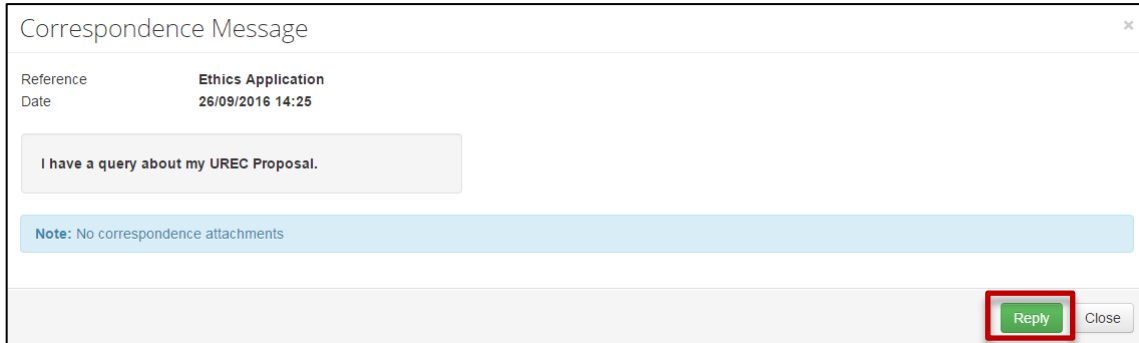 Correspondence Message ×
Reference Ethics Application
Date 26/09/2016 14:25
I have a query about my UREC Proposal.
Note: No correspondence attachments
Reply Close